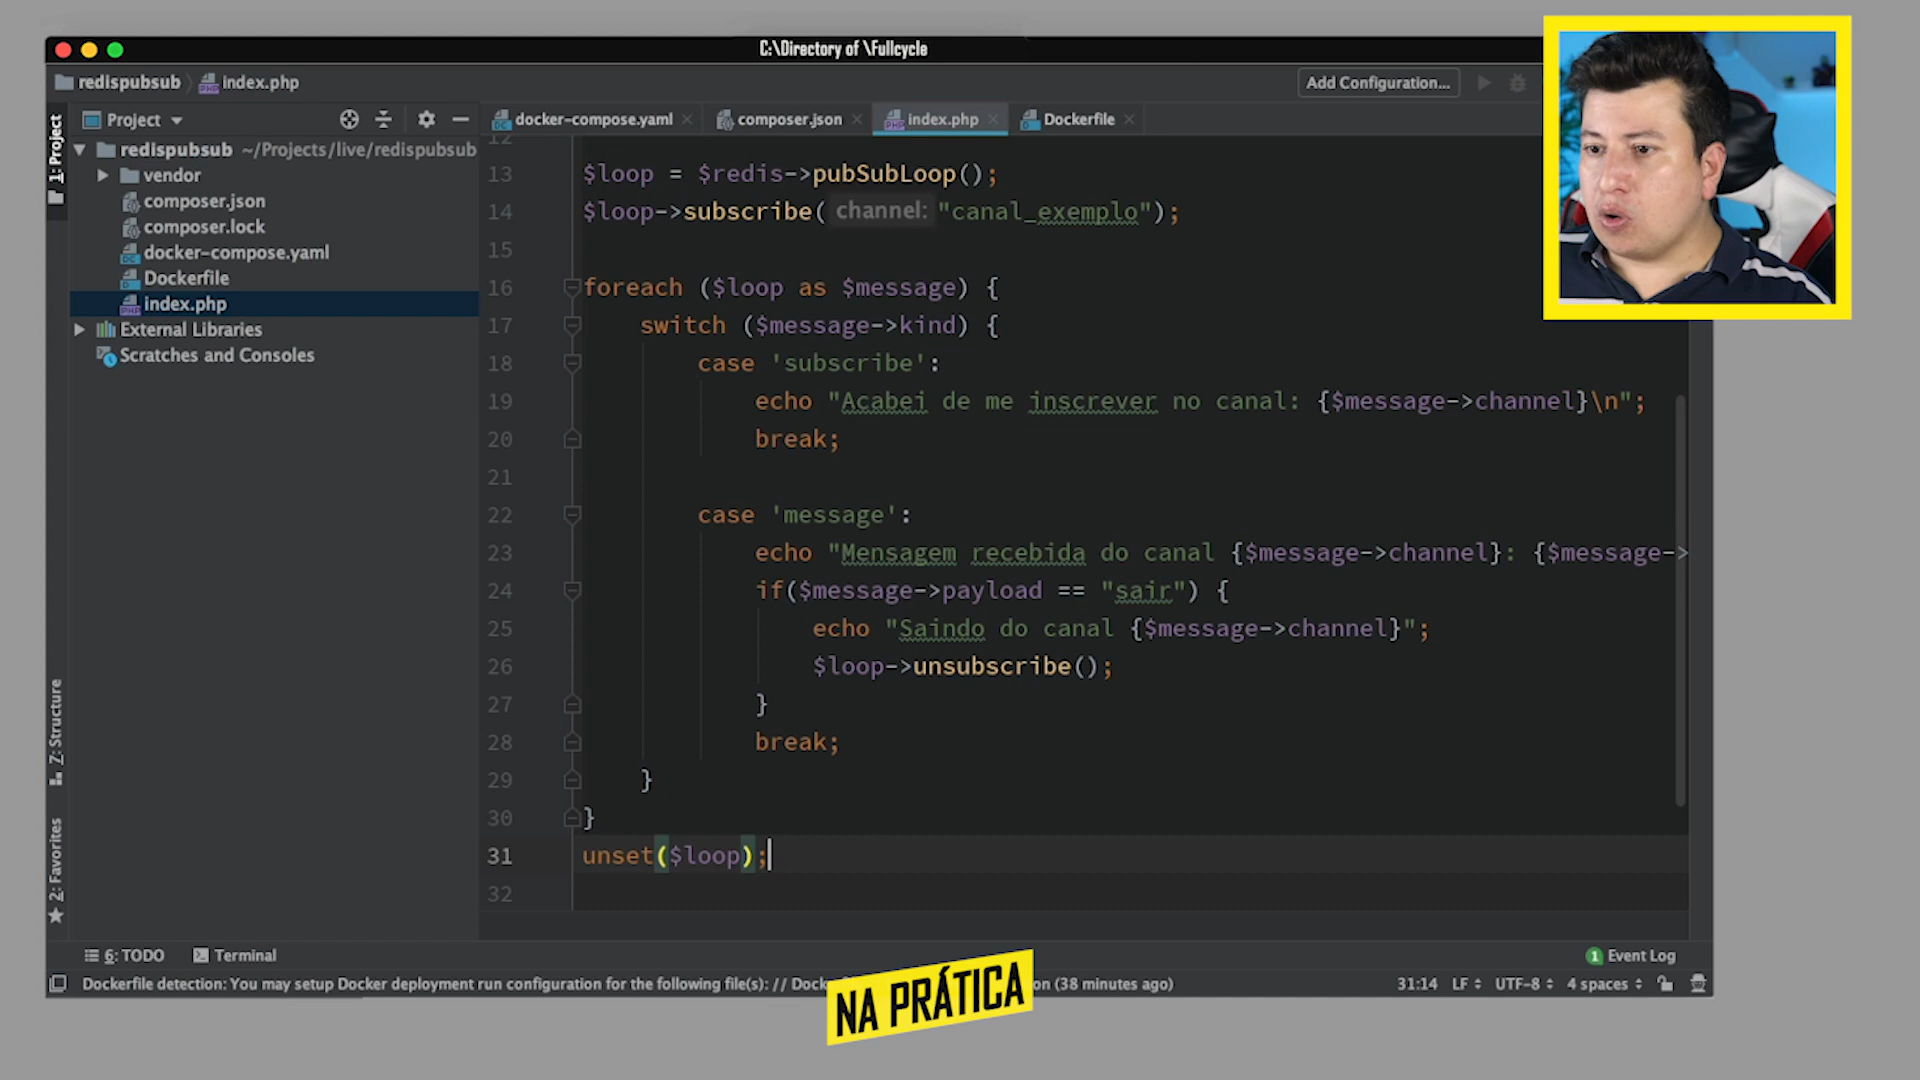 C:\Directory of \Fullcycle
redispubsub
index.php
Add Configuration...
1: Project
Project
docker-compose.yaml
composer.json
index.php
Dockerfile
redispubsub ~/Projects/live/redispubsub
vendor
composer.json
composer.lock
docker-compose.yaml
Dockerfile
index.php
External Libraries
Scratches and Consoles
12
13 $loop = $redis->pubSubLoop();
14 $loop->subscribe( channel: "canal_exemplo");
15
16 foreach ($loop as $message) {
17 switch ($message->kind) {
18 case 'subscribe':
19 echo "Acabei de me inscrever no canal: {$message->channel}\n";
20 break;
21
22 case 'message':
23 echo "Mensagem recebida do canal {$message->channel}: {$message->
24 if($message->payload == "sair") {
25 echo "Saindo do canal {$message->channel}";
26 $loop->unsubscribe();
27 }
28 break;
29 }
30 }
31 unset($loop);
32
Z: Structure
2: Favorites
6: TODO
Terminal
1 Event Log
Dockerfile detection: You may setup Docker deployment run configuration for the following file(s): // Dock
on (38 minutes ago)
31:14 LF UTF-8 4 spaces
NA PRÁTICA